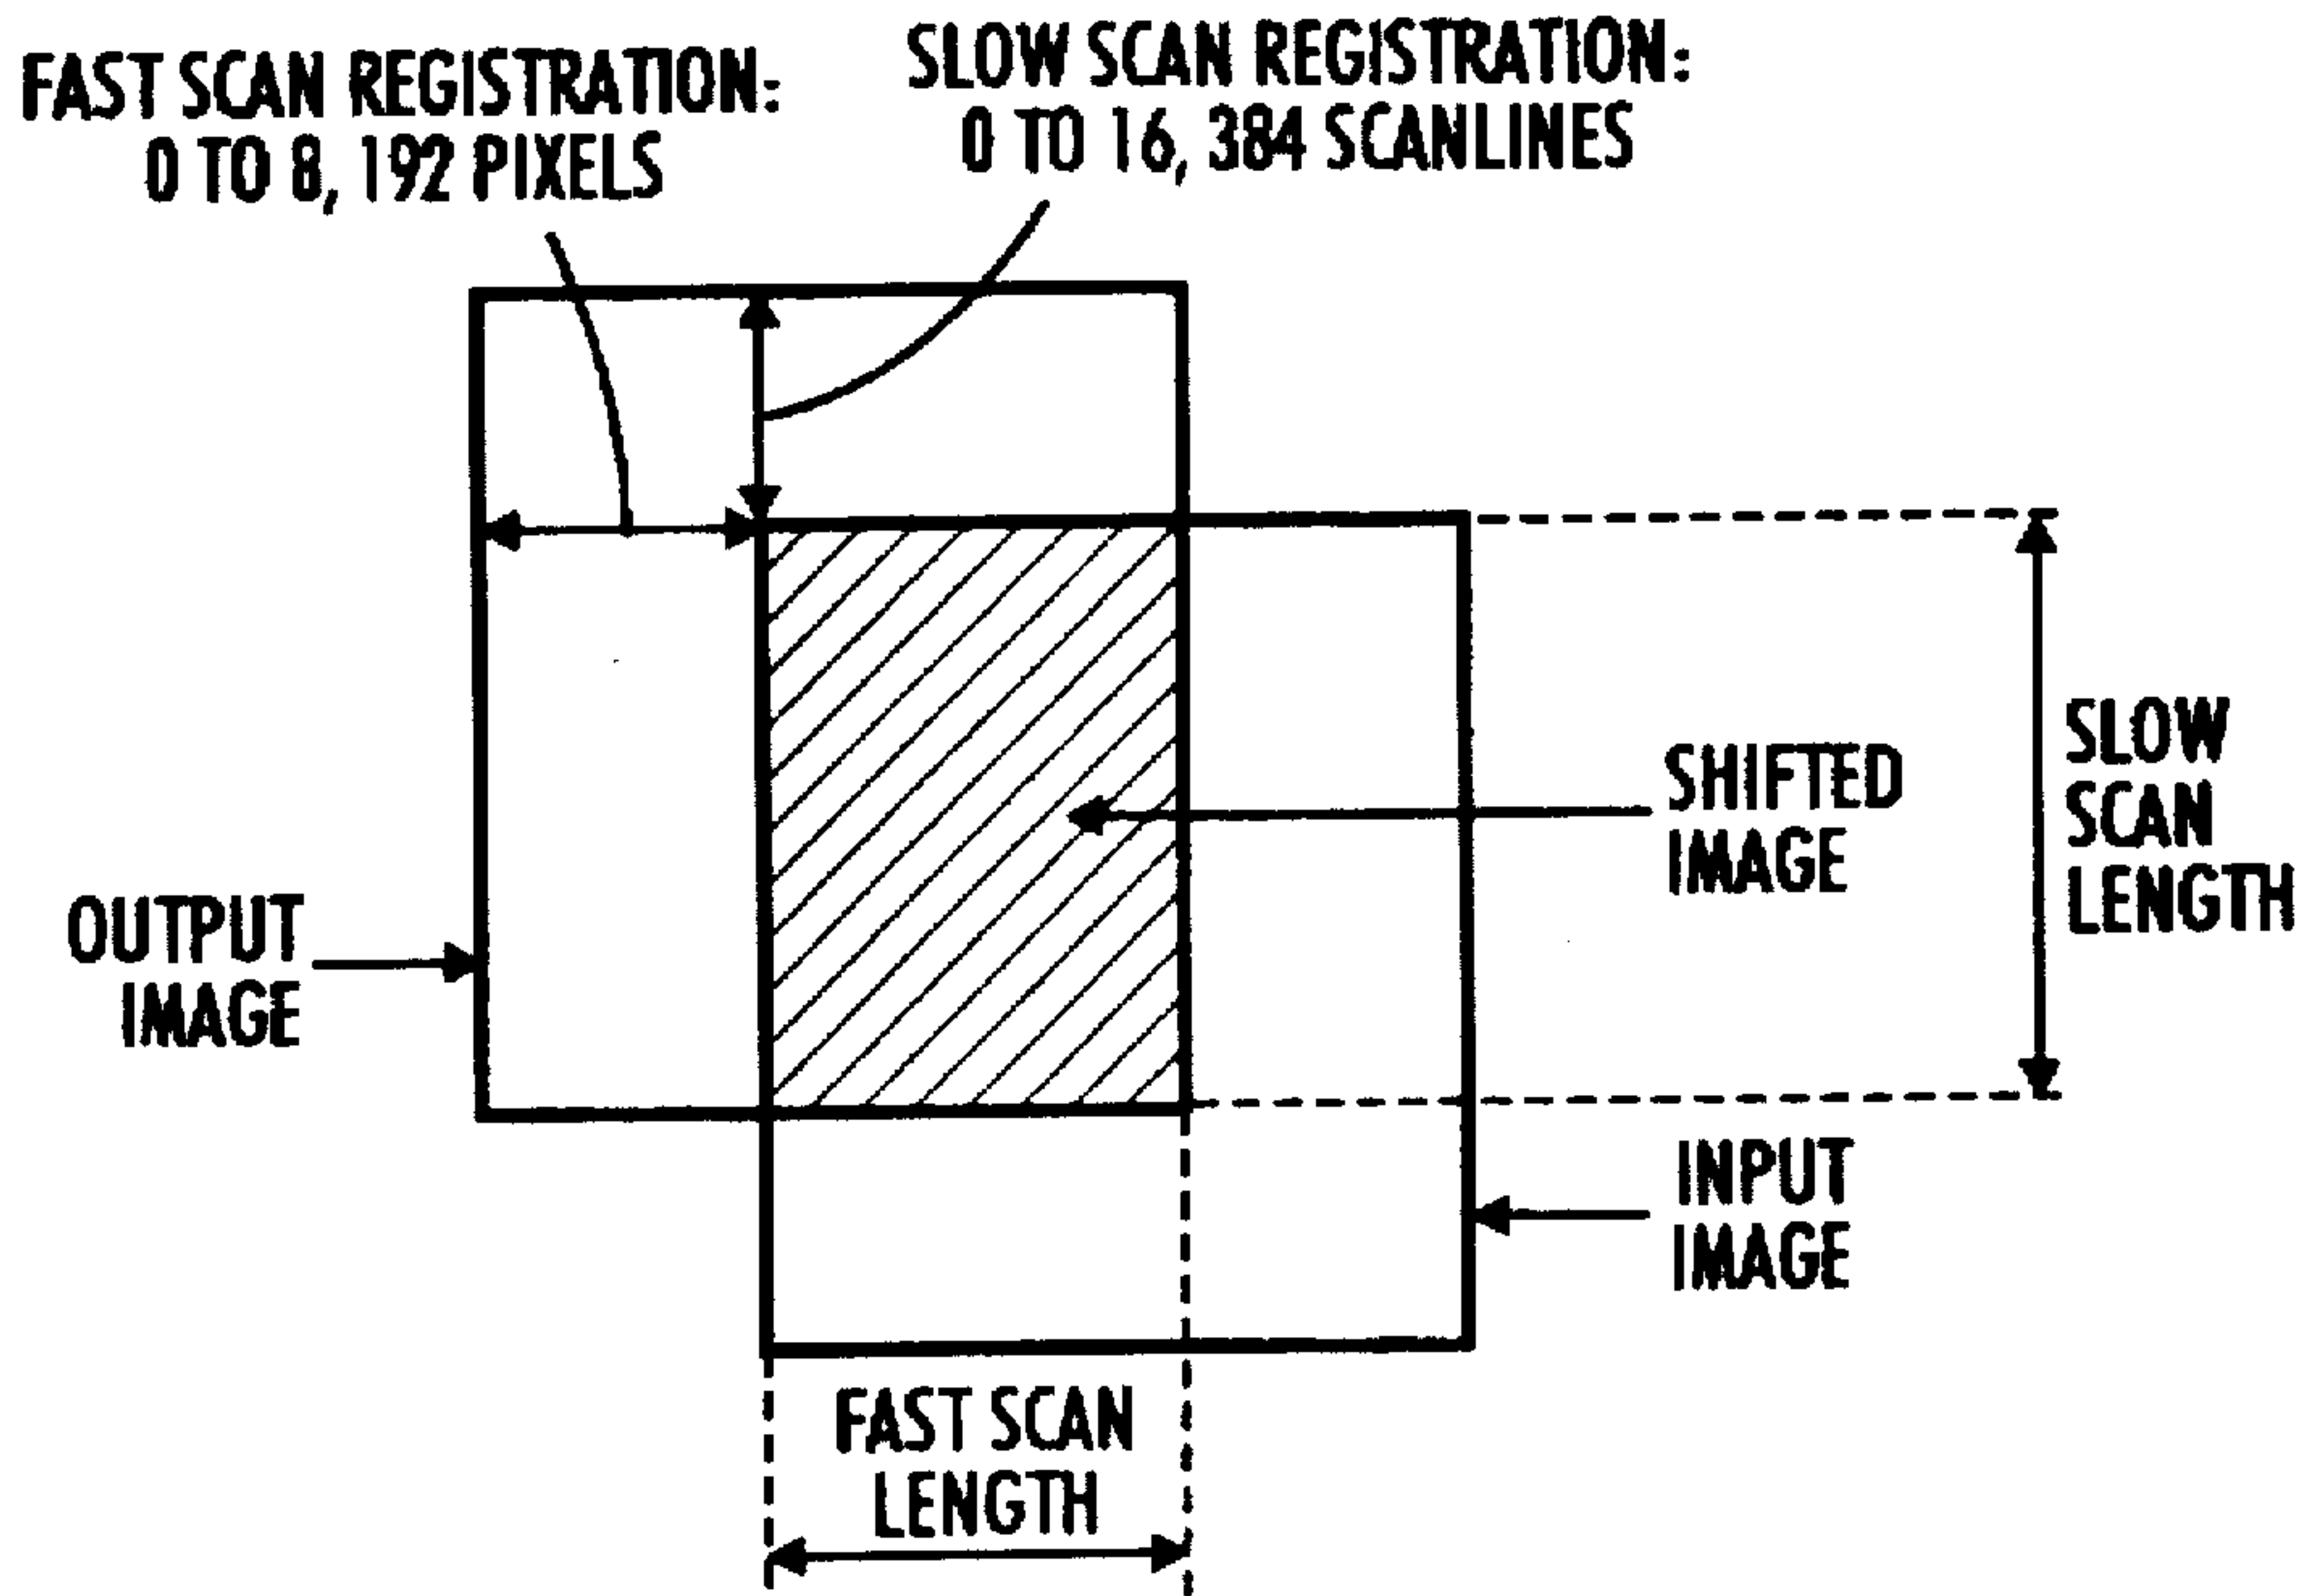 FAST SCAN REGISTRATION:
0 TO 8, 192 PIXELS
SLOW SCAN REGISTRATION:
0 TO 16, 384 SCANLINES
SHIFTED
IMAGE
SLOW
SCAN
LENGTH
OUTPUT
IMAGE
INPUT
IMAGE
FAST SCAN
LENGTH